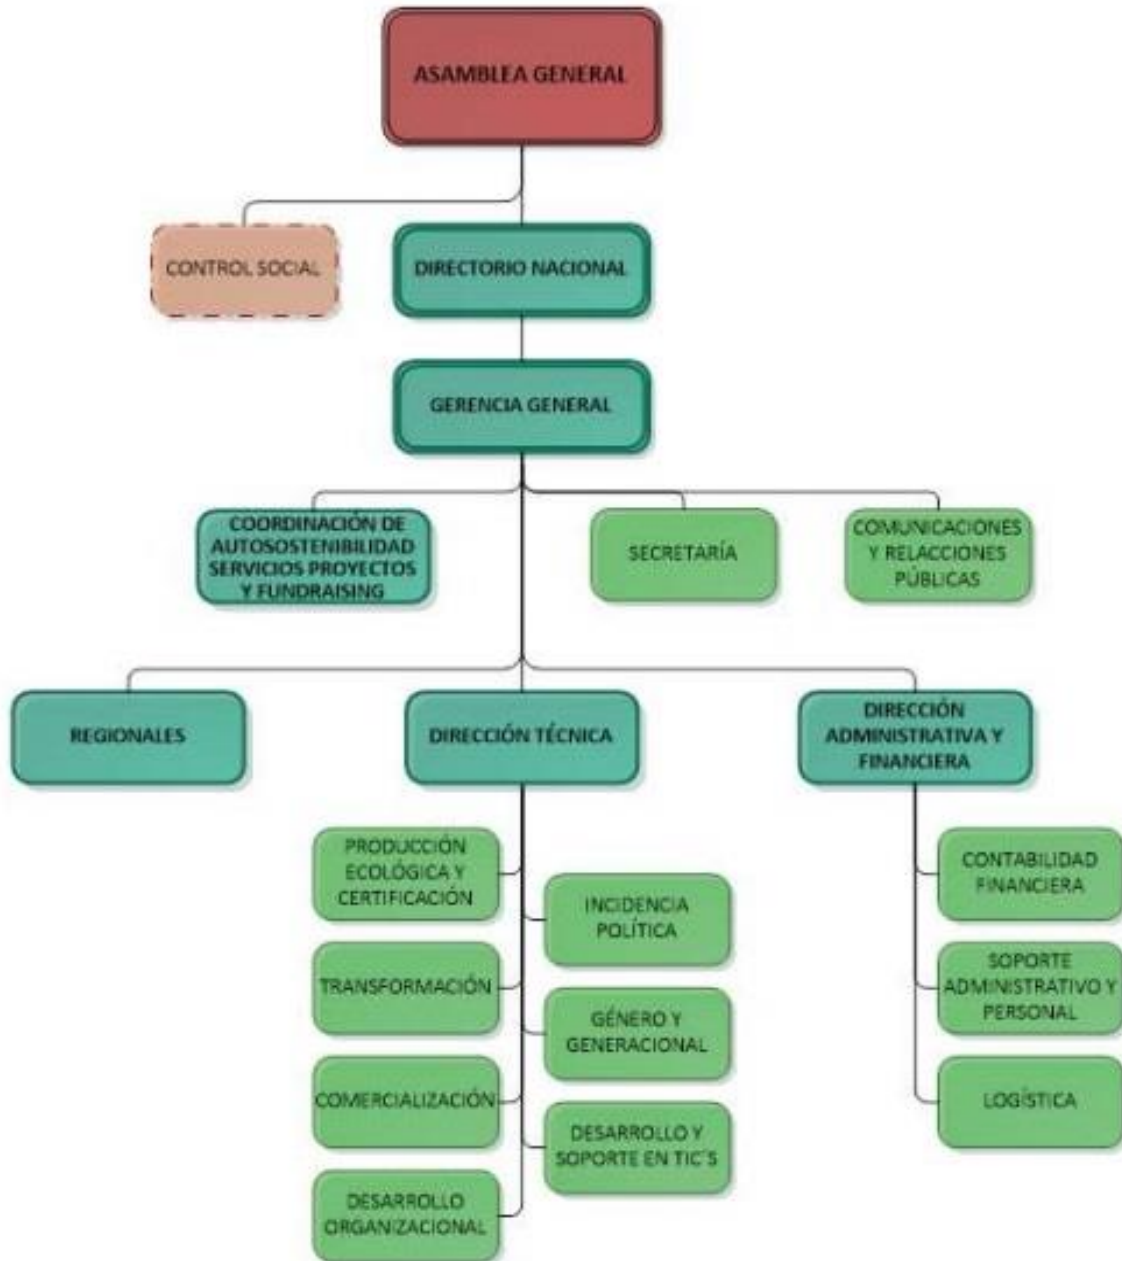 ASAMBLEA GENERAL
CONTROL SOCIAL
DIRECTORIO NACIONAL
GERENCIA GENERAL
COORDINACIÓN DE
AUTOSOSTENIBILIDAD
SERVICIOS PROYECTOS
Y FUNDRAISING
SECRETARÍA
COMUNICACIONES
Y RELACCIONES
PÚBLICAS
REGIONALES
DIRECCIÓN TÉCNICA
DIRECCIÓN
ADMINISTRATIVA Y
FINANCIERA
PRODUCCIÓN
ECOLÓGICA Y
CERTIFICACIÓN
INCIDENCIA
POLÍTICA
TRANSFORMACIÓN
GÉNERO Y
GENERACIONAL
COMERCIALIZACIÓN
DESARROLLO Y
SOPORTE EN TIC´S
DESARROLLO
ORGANIZACIONAL
CONTABILIDAD
FINANCIERA
SOPORTE
ADMINISTRATIVO Y
PERSONAL
LOGÍSTICA